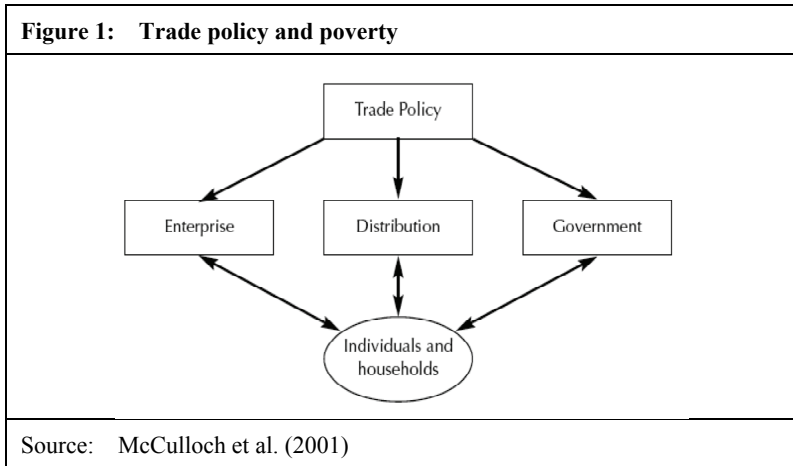 Figure 1: Trade policy and poverty
Trade Policy
Enterprise
Distribution
Government
Individuals and
households
Source: McCulloch et al. (2001)